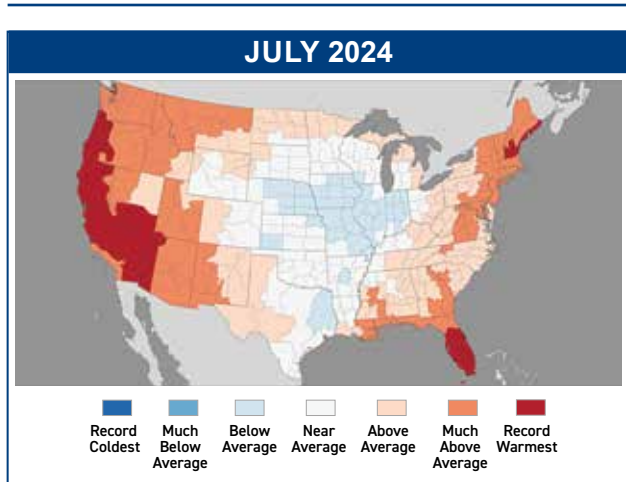 JULY 2024
Record
Coldest
Much
Below
Average
Below
Average
Near
Average
Above
Average
Much
Above
Average
Record
Warmest